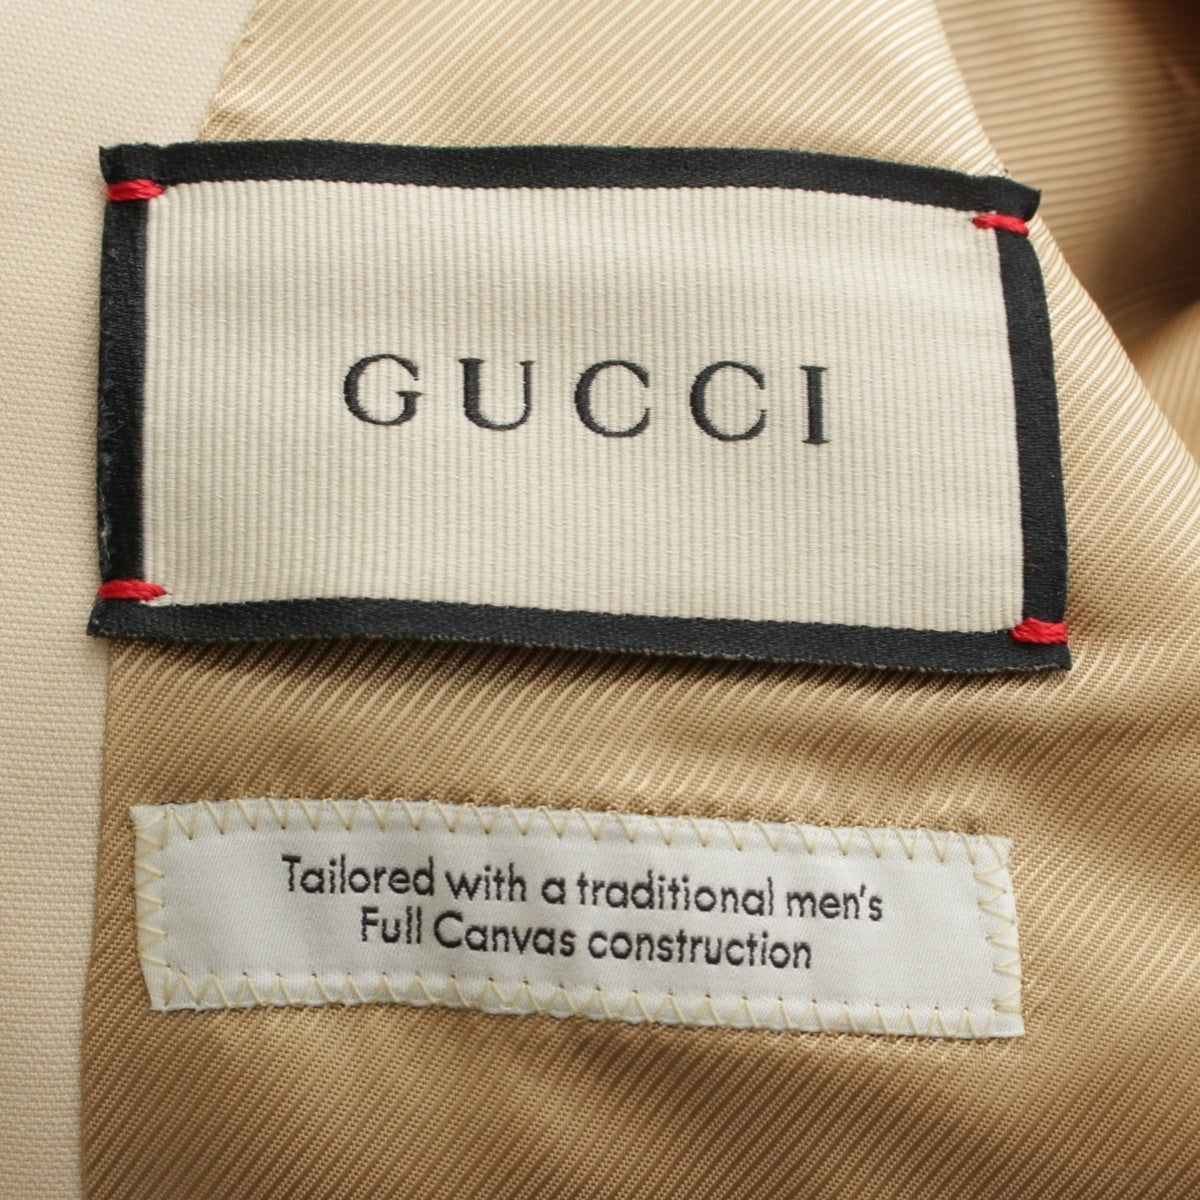 GUCCI
Tailored with a traditional men's
Full Canvas construction